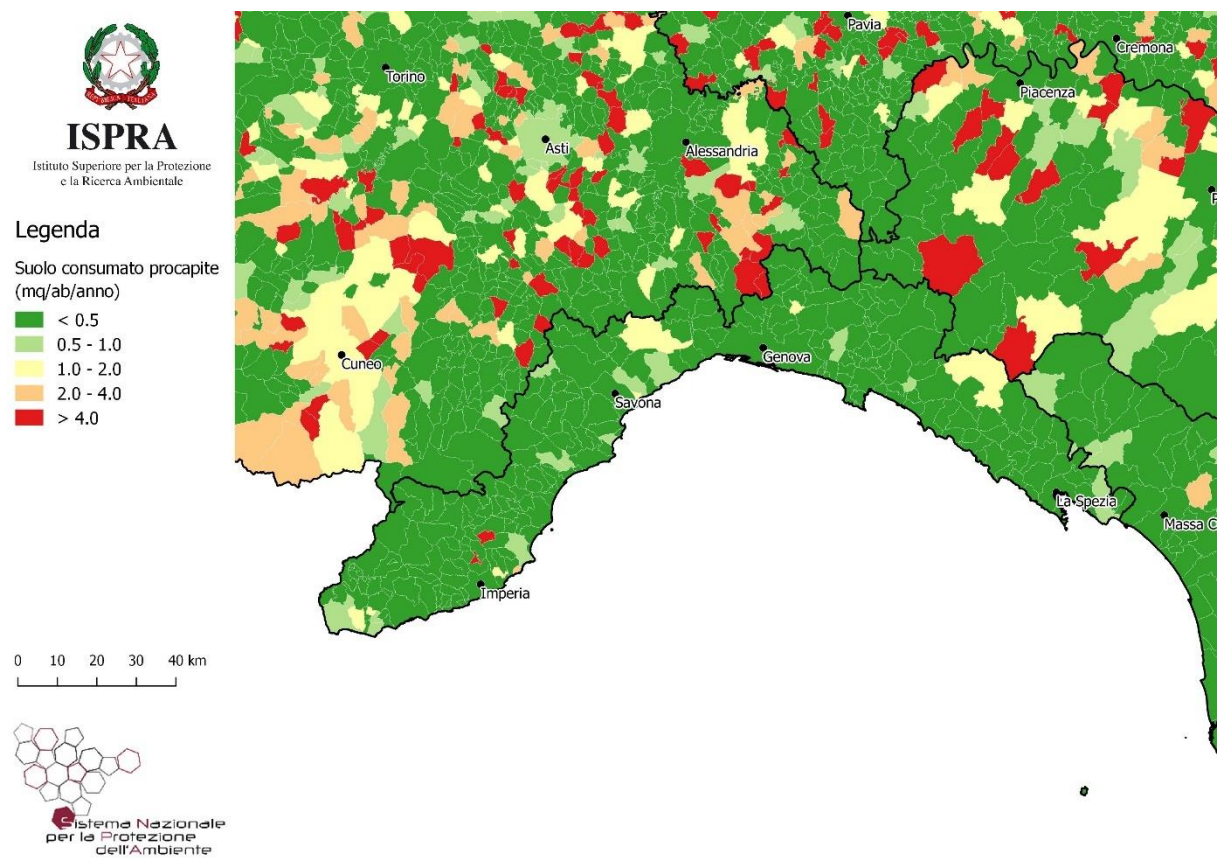 REPVBBLICA ITALIANA
ISPRA
Istituto Superiore per la Protezione
e la Ricerca Ambientale
Legenda
Suolo consumato procapite
(mq/ab/anno)
< 0.5
0.5 - 1.0
1.0 - 2.0
2.0 - 4.0
> 4.0
0 10 20 30 40 km
Sistema Nazionale
per la Protezione
dell'Ambiente
Pavia
Cremona
Torino
Piacenza
Asti
Alessandria
P
Cuneo
Genova
Savona
La Spezia
Massa C
Imperia